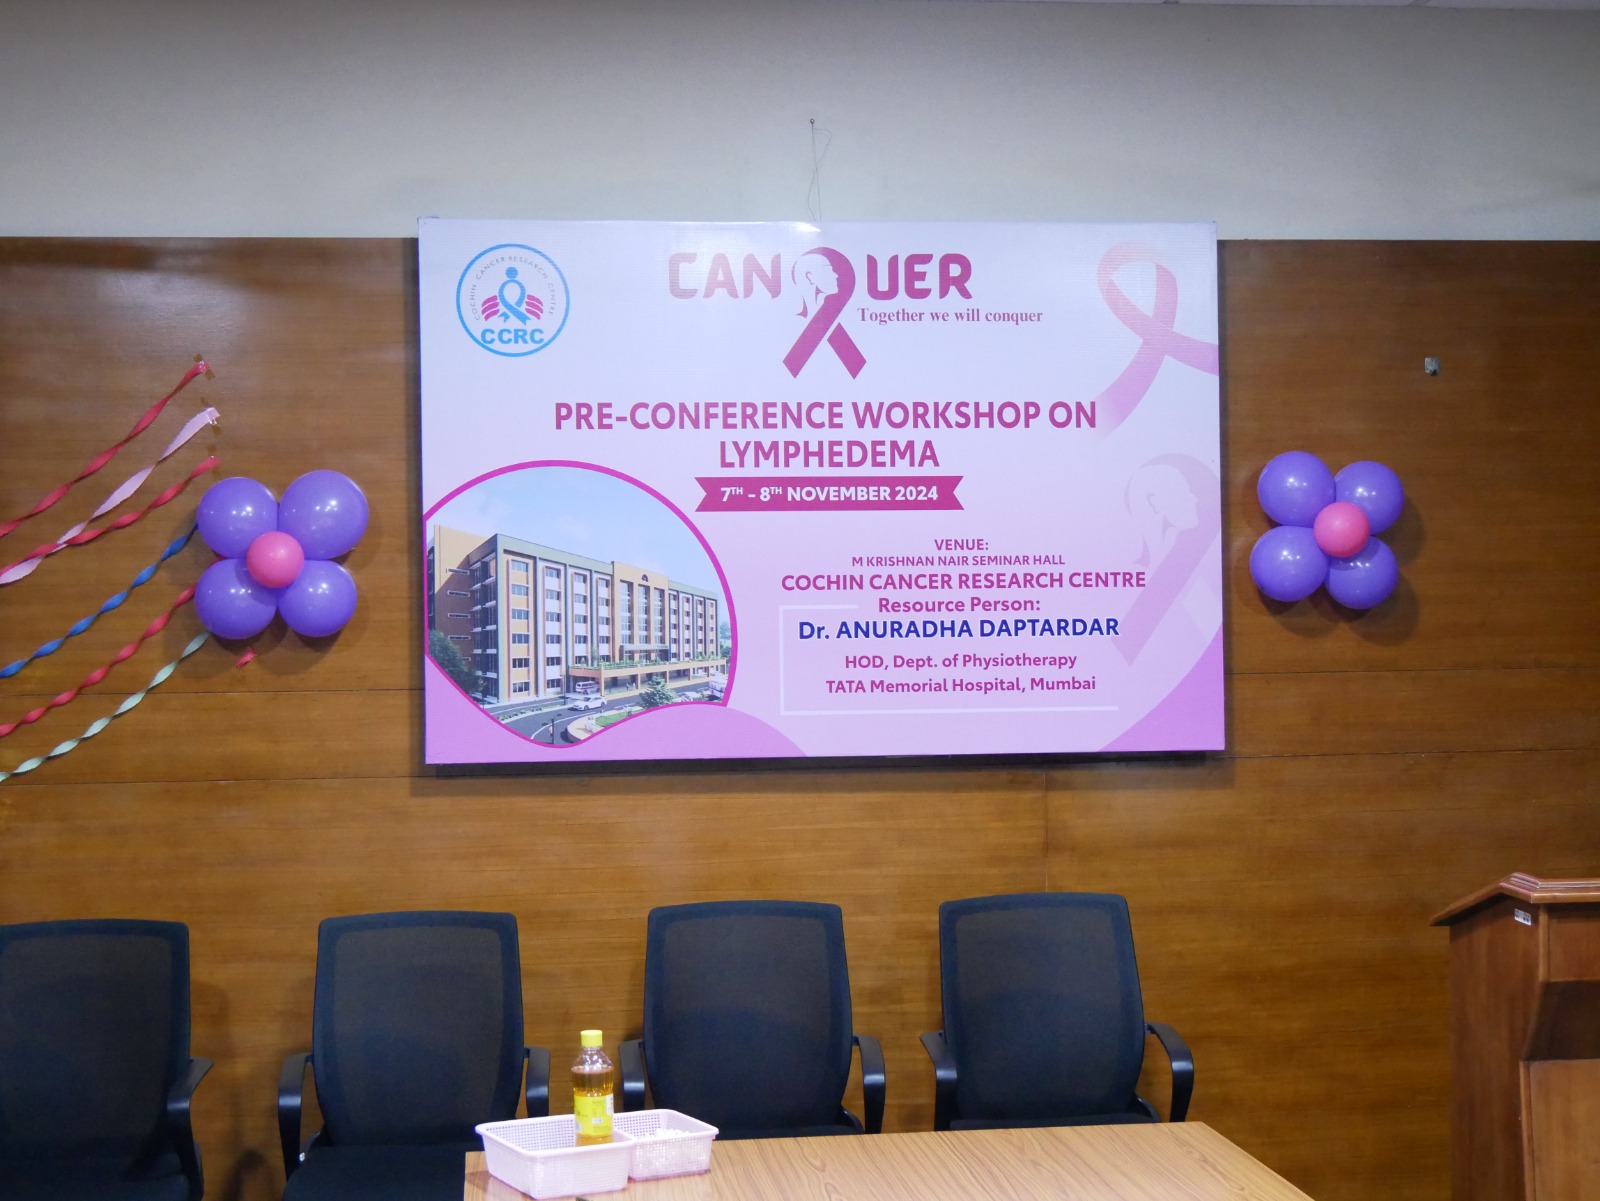 COCHIN CANCER RESEARCH CENTRE
CCRC
CANQUER
Together we will conquer
PRE-CONFERENCE WORKSHOP ON
LYMPHEDEMA
7TH - 8TH NOVEMBER 2024
VENUE:
M KRISHNAN NAIR SEMINAR HALL
COCHIN CANCER RESEARCH CENTRE
Resource Person:
Dr. ANURADHA DAPTARDAR
HOD, Dept. of Physiotherapy
TATA Memorial Hospital, Mumbai